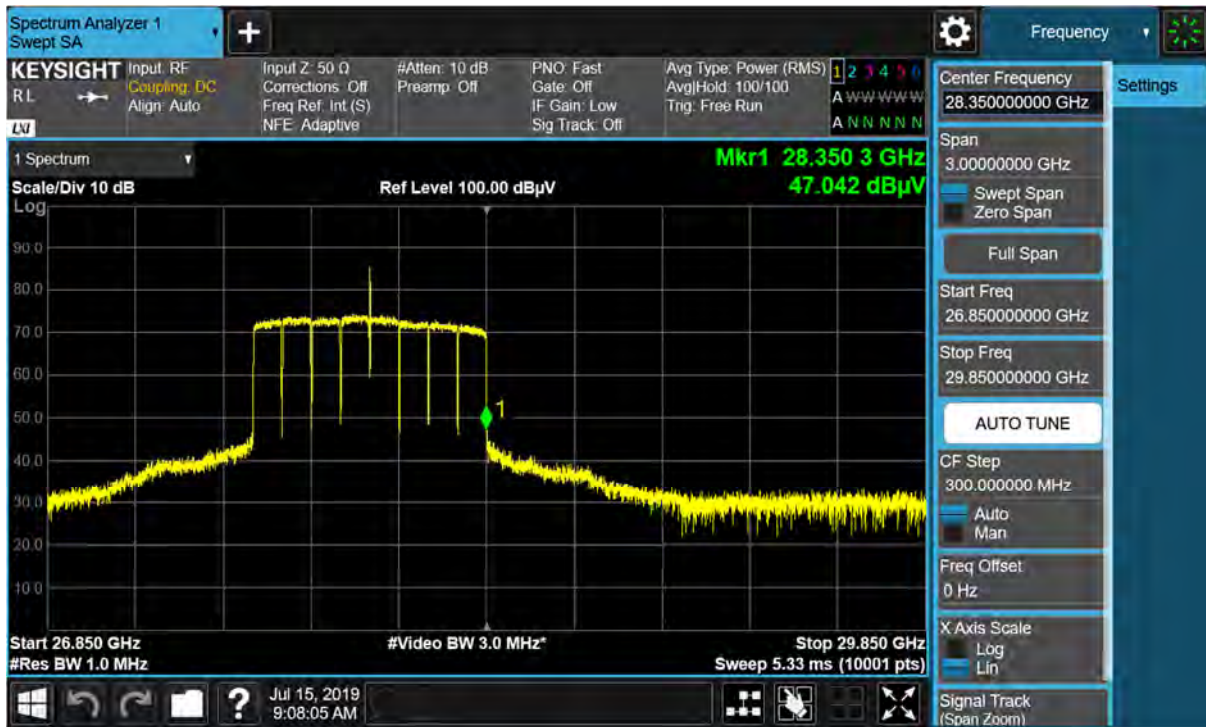 Spectrum Analyzer 1
Swept SA
+
Frequency
KEYSIGHT
RL
LXI
Input: RF
Coupling: DC
Align: Auto
Input Z: 50 Ω
Corrections: Off
Freq Ref: Int (S)
NFE: Adaptive
#Atten: 10 dB
Preamp: Off
PNO: Fast
Gate: Off
IF Gain: Low
Sig Track: Off
Avg Type: Power (RMS)
Avg|Hold: 100/100
Trig: Free Run
1 2 3 4 5 6
A W W W W W
A N N N N N
1 Spectrum
Scale/Div 10 dB
Ref Level 100.00 dBµV
Mkr1 28.350 3 GHz
47.042 dBµV
Log
90.0
80.0
70.0
60.0
50.0
40.0
30.0
20.0
10.0
1
Start 26.850 GHz
#Res BW 1.0 MHz
#Video BW 3.0 MHz*
Stop 29.850 GHz
Sweep 5.33 ms (10001 pts)
?
Jul 15, 2019
9:08:05 AM
Center Frequency
28.350000000 GHz
Span
3.00000000 GHz
Swept Span
Zero Span
Full Span
Start Freq
26.850000000 GHz
Stop Freq
29.850000000 GHz
AUTO TUNE
CF Step
300.000000 MHz
Auto
Man
Freq Offset
0 Hz
X Axis Scale
Log
Lin
Signal Track
(Span Zoom)
Settings